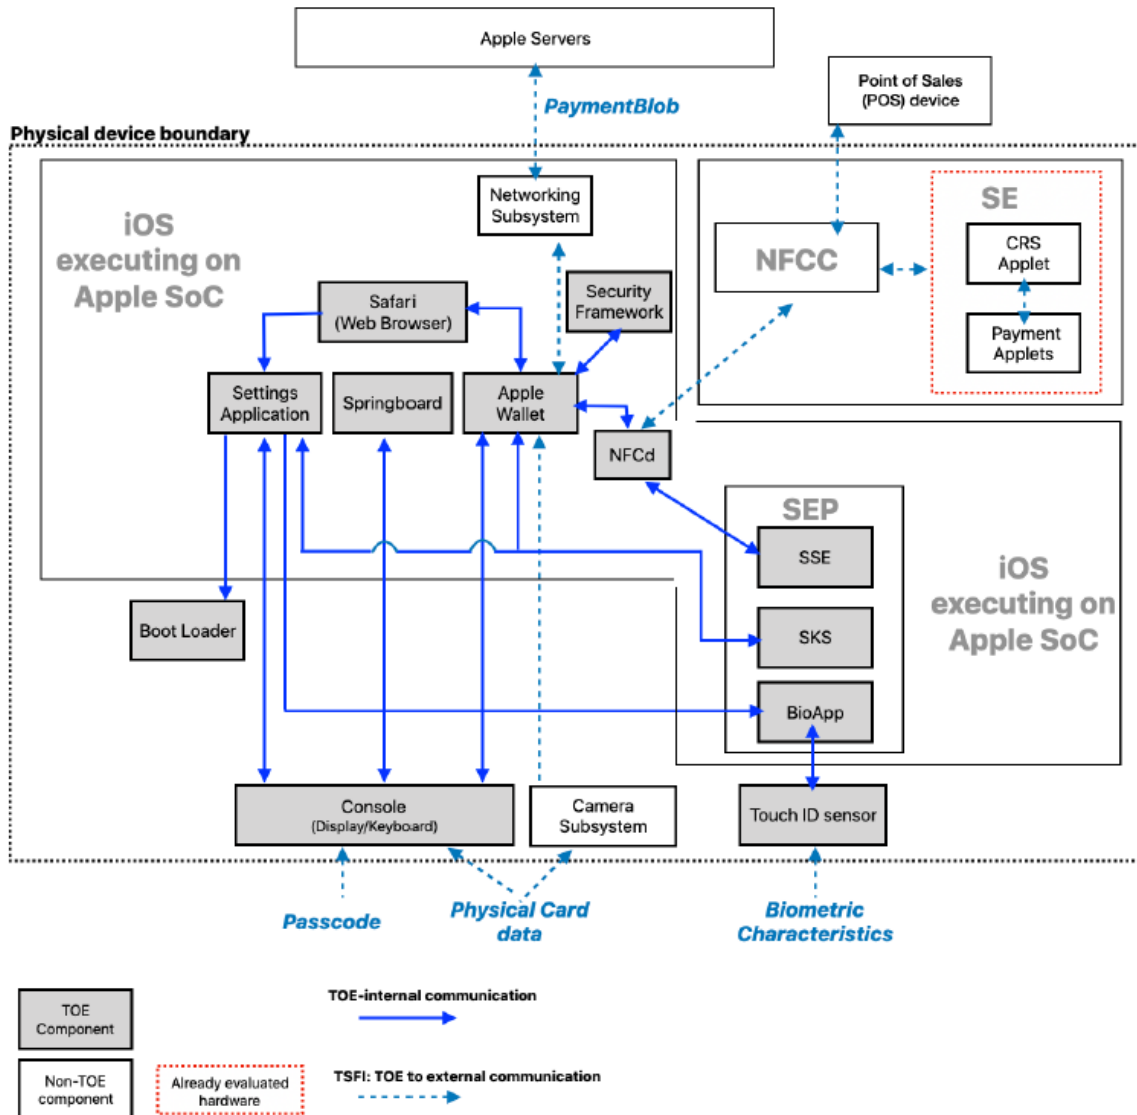 Apple Servers
Point of Sales
(POS) device
PaymentBlob
Physical device boundary
iOS
executing on
Apple SoC
Networking
Subsystem
SE
CRS
Applet
NFCC
Safari
(Web Browser)
Security
Framework
Payment
Applets
Settings
Application
Springboard
Apple
Wallet
NFCd
SEP
SSE
iOS
executing on
Apple SoC
Boot Loader
SKS
BioApp
Console
(Display/Keyboard)
Camera
Subsystem
Touch ID sensor
Passcode
Physical Card
data
Biometric
Characteristics
TOE
Component
TOE-internal communication
Non-TOE
component
Already evaluated
hardware
TSFI: TOE to external communication